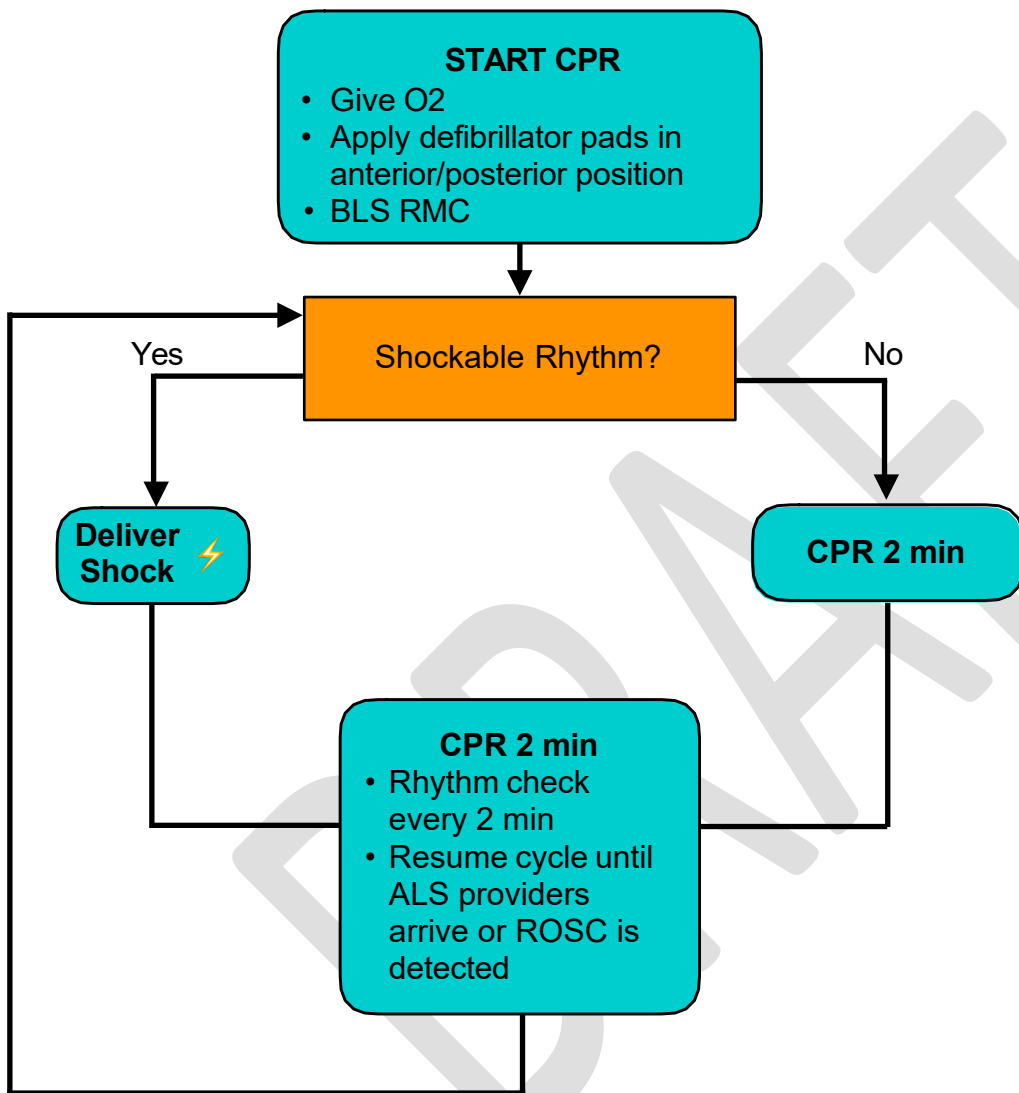 START CPR
• Give O2
• Apply defibrillator pads in
anterior/posterior position
• BLS RMC
Shockable Rhythm?
Yes
No
Deliver
Shock ⚡
CPR 2 min
CPR 2 min
• Rhythm check
every 2 min
• Resume cycle until
ALS providers
arrive or ROSC is
detected
DRAFT